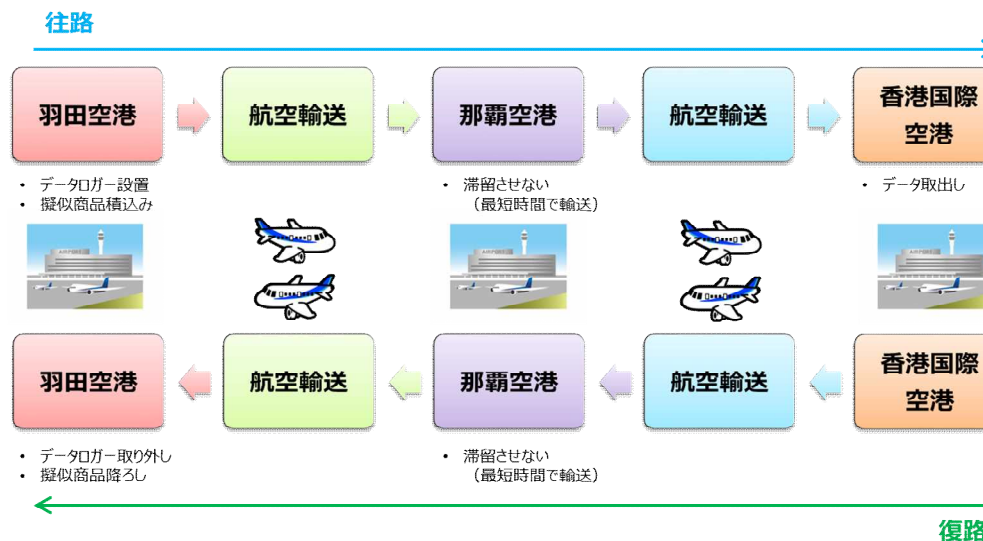 往路
羽田空港
航空輸送
那覇空港
航空輸送
香港国際
空港
• データロガー設置
• 擬似商品積込み
• 滞留させない
（最短時間で輸送）
• データ取出し
羽田空港
航空輸送
那覇空港
航空輸送
香港国際
空港
• データロガー取り外し
• 擬似商品降ろし
• 滞留させない
（最短時間で輸送）
復路